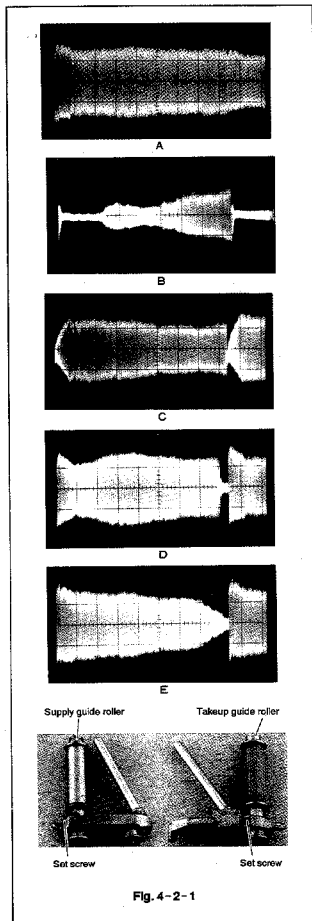 A
B
C
D
E
Supply guide roller
Takeup guide roller
Set screw
Set screw
Fig. 4-2-1